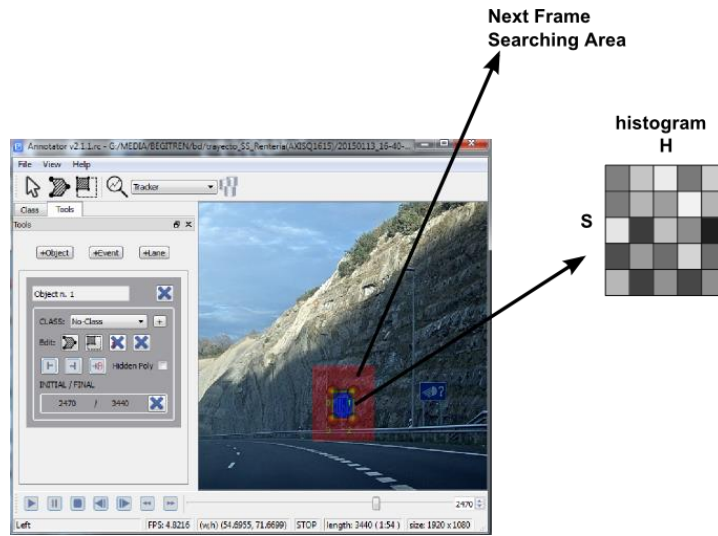 Next Frame
Searching Area
histogram
H
S
Annotator v2.1.1.rc - G:/MEDIA/BEGITREN/bd/trayecto_SS_Renteria(AXISQ1615)/20150113_16-40-...
File View Help
Tracker
Class Tools
Tools
+Object +Event +Lane
Object n. 1
CLASS: No-Class +
Edit:
Hidden Poly
INITIAL / FINAL
2470 / 3440
2470
Left FPS: 4.8216 (wxh) (54.6955, 71.6699) STOP length: 3440 (1:54) size: 1920 x 1080